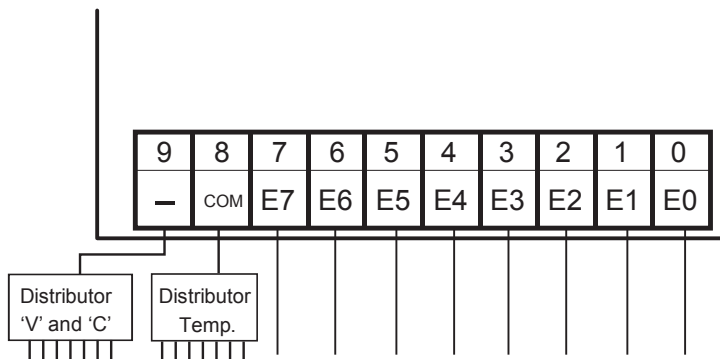 9 8 7 6 5 4 3 2 1 0
– COM E7 E6 E5 E4 E3 E2 E1 E0
Distributor
‘V’ and ‘C’
Distributor
Temp.